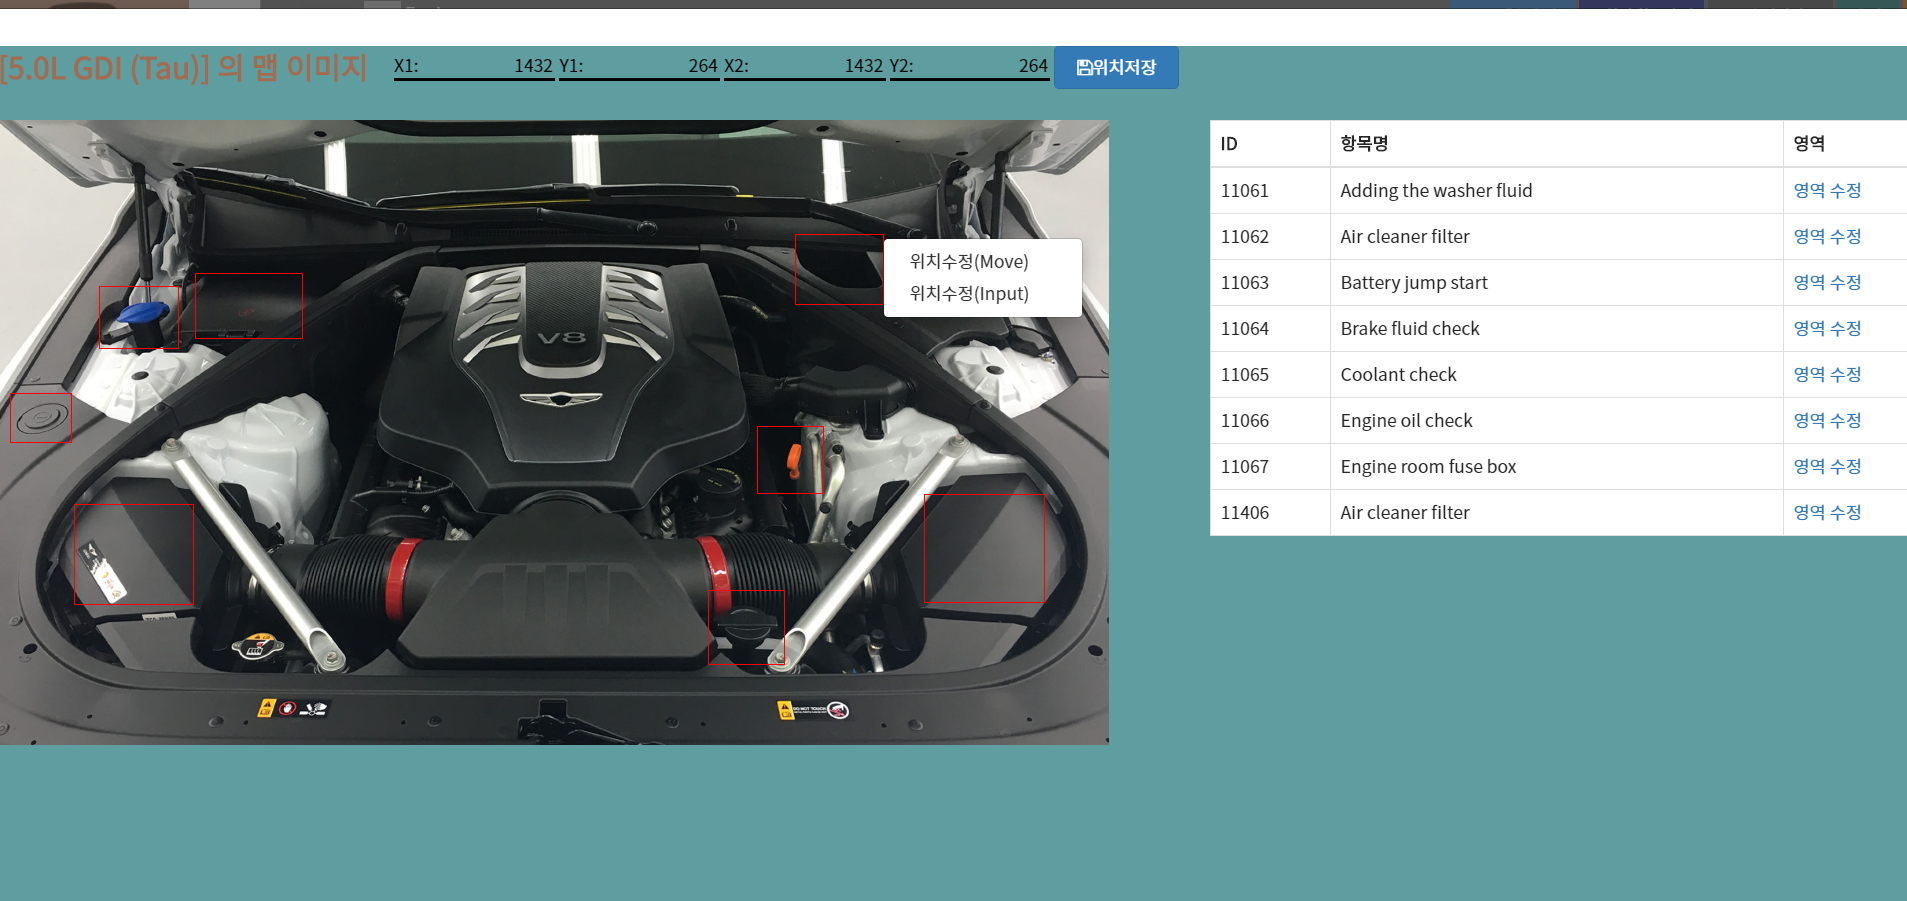 [5.0L GDI (Tau)] 의 맵 이미지
X1: 1432 Y1: 264 X2: 1432 Y2: 264
위치저장
위치수정(Move)
위치수정(Input)
V8
DO NOT TOUCH
ID 항목명 영역
11061 Adding the washer fluid 영역 수정
11062 Air cleaner filter 영역 수정
11063 Battery jump start 영역 수정
11064 Brake fluid check 영역 수정
11065 Coolant check 영역 수정
11066 Engine oil check 영역 수정
11067 Engine room fuse box 영역 수정
11406 Air cleaner filter 영역 수정